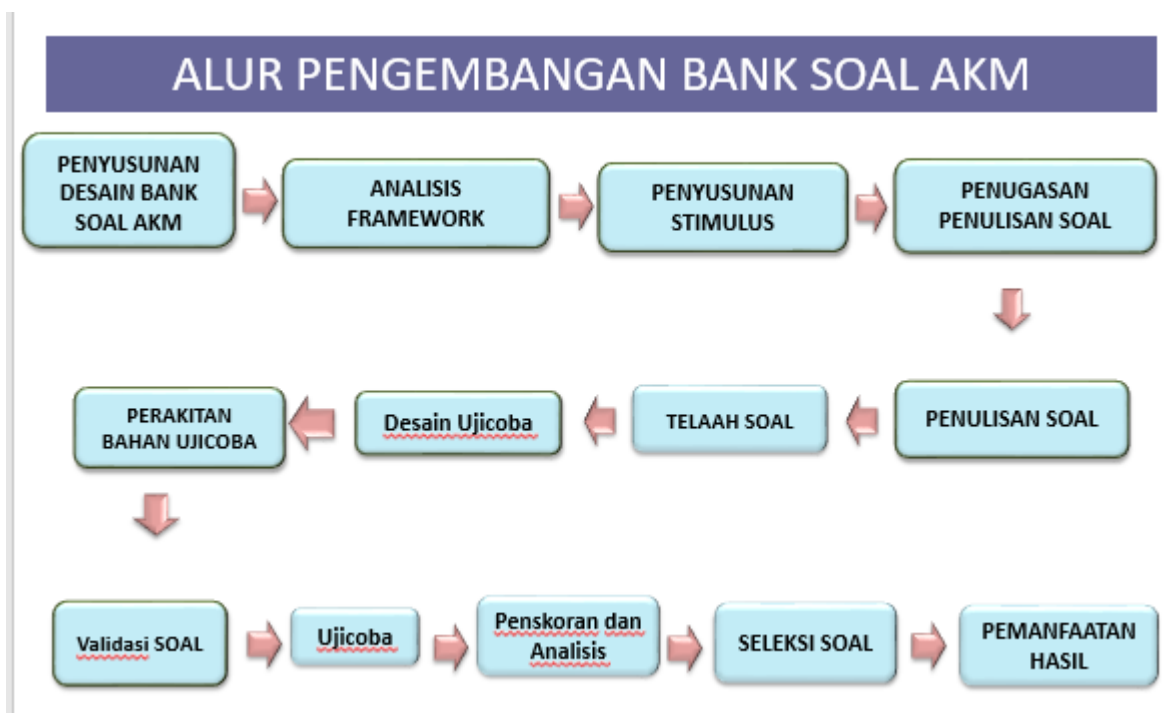 ALUR PENGEMBANGAN BANK SOAL AKM
PENYUSUNAN
DESAIN BANK
SOAL AKM
ANALISIS
FRAMEWORK
PENYUSUNAN
STIMULUS
PENUGASAN
PENULISAN SOAL
PENULISAN SOAL
TELAAH SOAL
Desain Ujicoba
PERAKITAN
BAHAN UJICOBA
Validasi SOAL
Ujicoba
Penskoran dan
Analisis
SELEKSI SOAL
PEMANFAATAN
HASIL